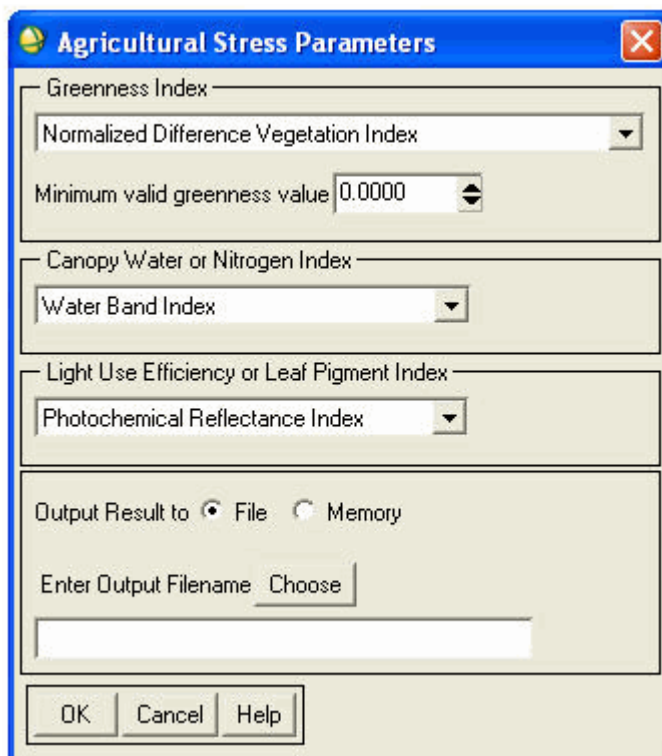 Agricultural Stress Parameters
Greenness Index
Normalized Difference Vegetation Index
Minimum valid greenness value 0.0000
Canopy Water or Nitrogen Index
Water Band Index
Light Use Efficiency or Leaf Pigment Index
Photochemical Reflectance Index
Output Result to File Memory
Enter Output Filename Choose
OK Cancel Help